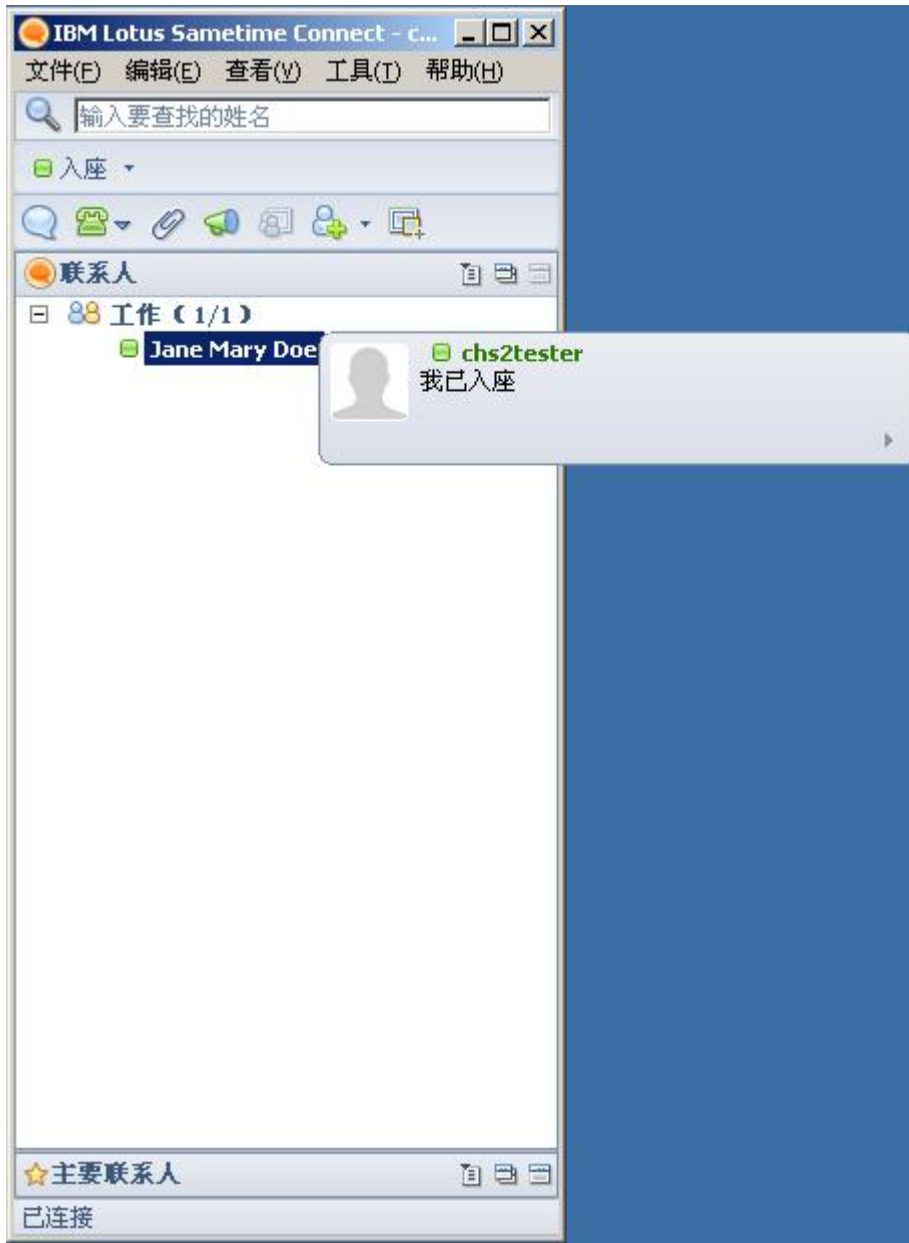 IBM Lotus Sametime Connect - c...
文件(F) 编辑(E) 查看(V) 工具(T) 帮助(H)
输入要查找的姓名
入座
联系人
工作（1/1）
Jane Mary Doe
chs2tester
我已入座
主要联系人
已连接